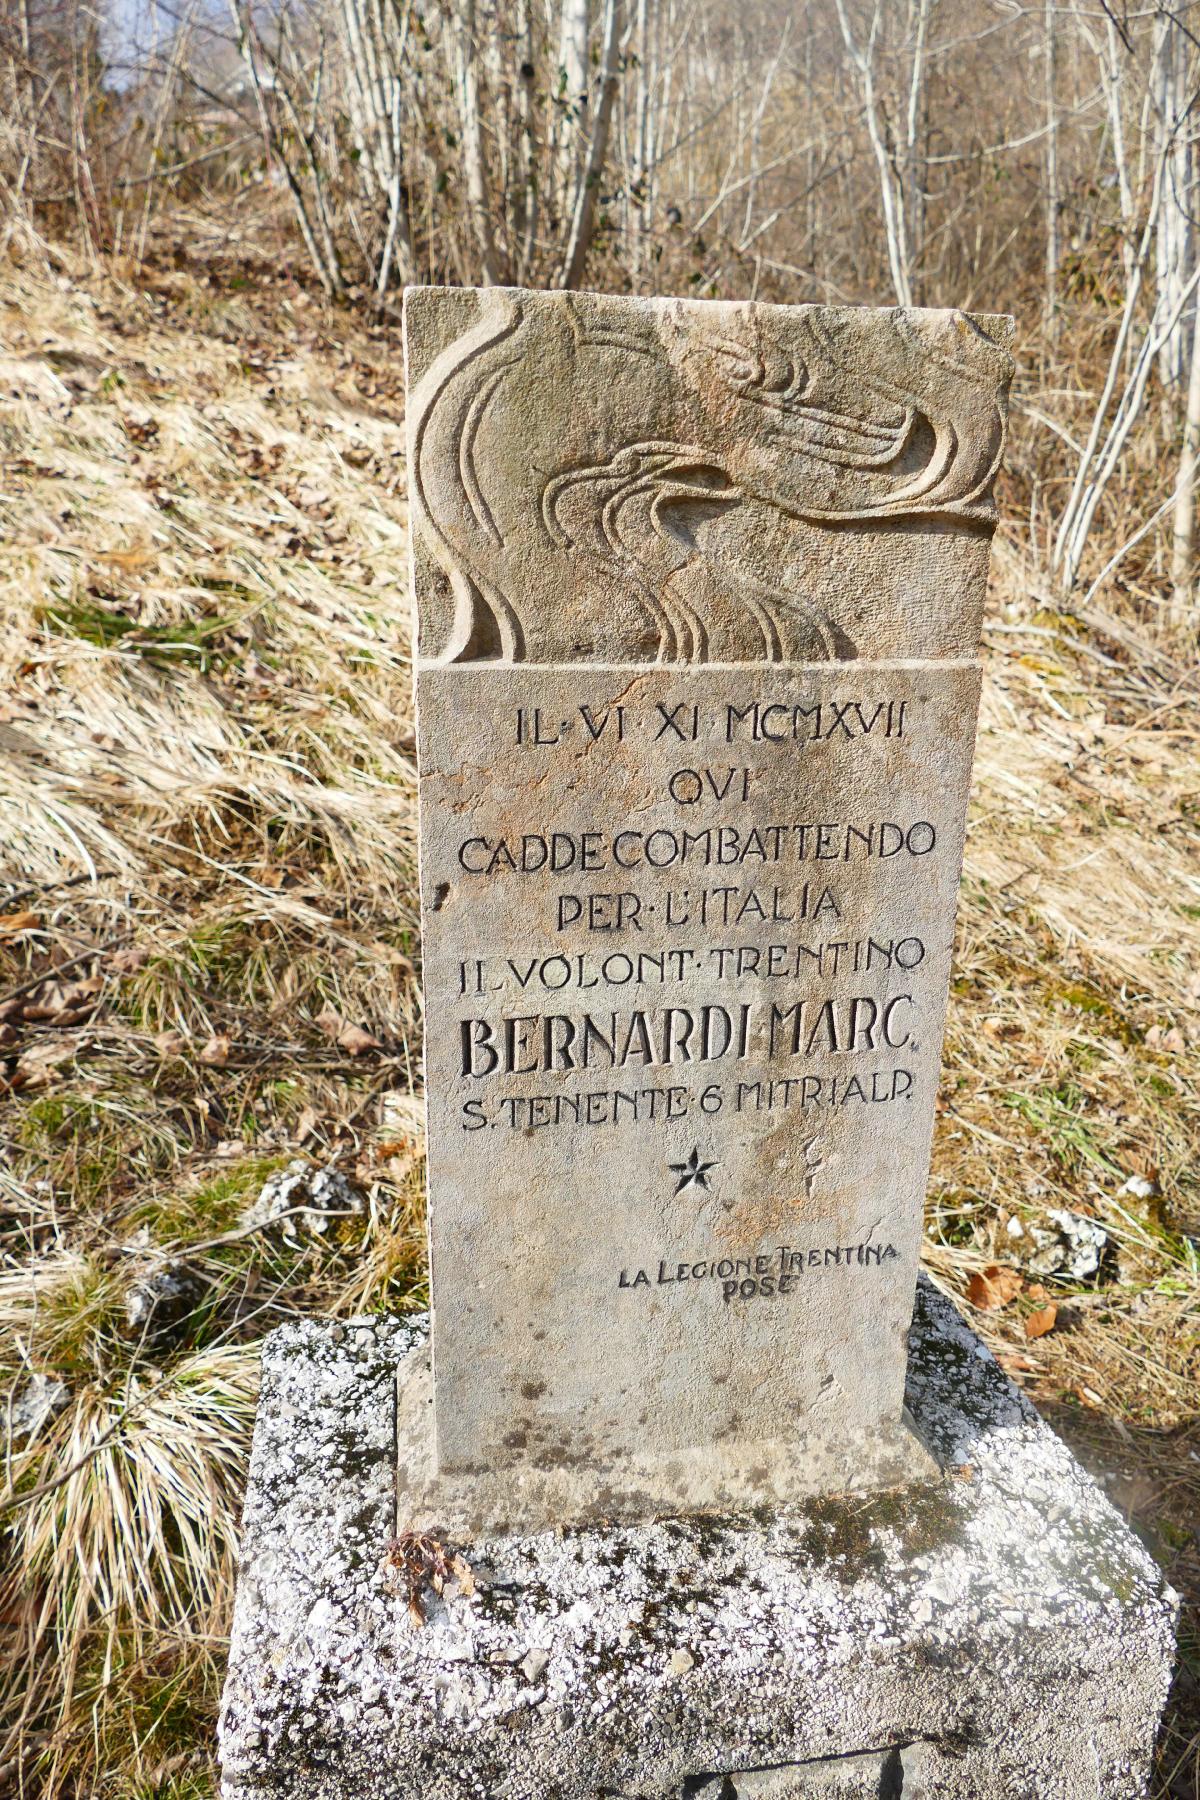 IL·VI·XI·MCMXVII
QVI
CADDE·COMBATTENDO
PER·L'ITALIA
IL VOLONT·TRENTINO
BERNARDI·MARC.
S.TENENTE·6 MITRIALP.
LA LEGIONE TRENTINA
POSE